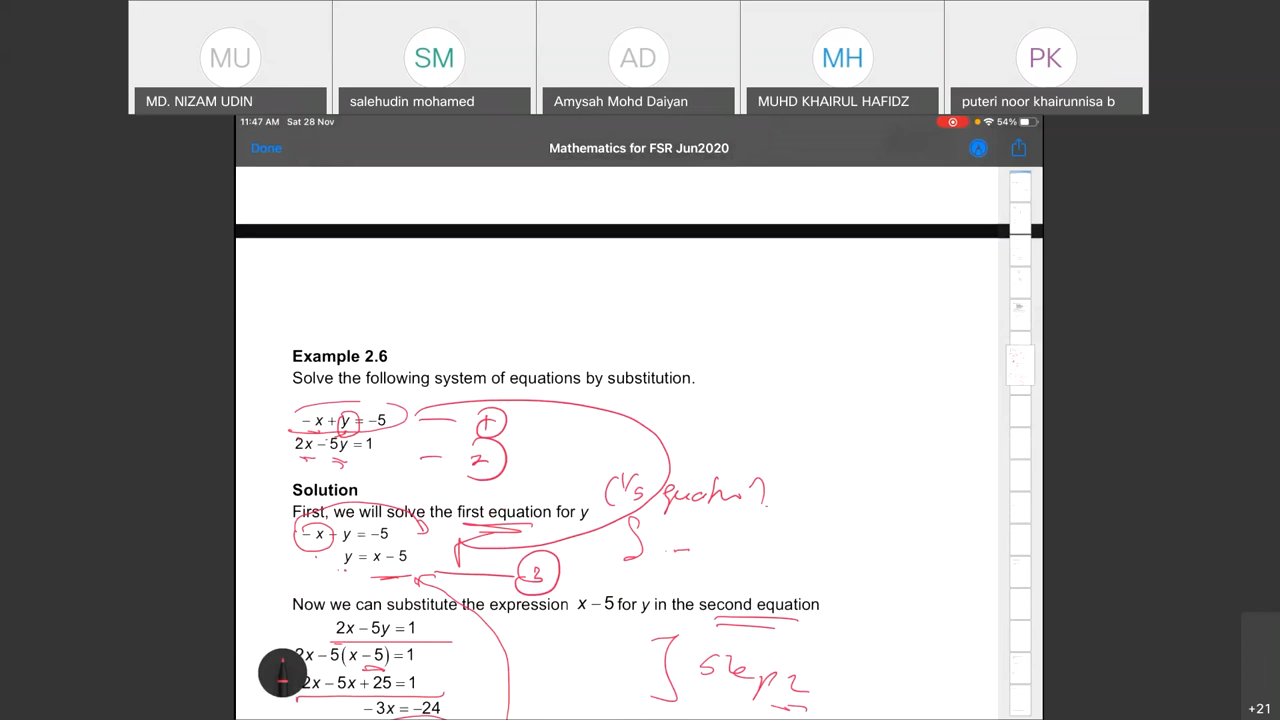 MU SM AD MH PK
MD. NIZAM UDIN salehudin mohamed Amysah Mohd Daiyan MUHD KHAIRUL HAFIDZ puteri noor khairunnisa b
11:47 AM Sat 28 Nov 54%
Done Mathematics for FSR Jun2020
Example 2.6
Solve the following system of equations by substitution.
-x + y = -5 — 1
2x - 5y = 1 — 2
Solution
First, we will solve the first equation for y
-x + y = -5
y = x - 5 — 3
Now we can substitute the expression x - 5 for y in the second equation
2x - 5y = 1
2x - 5(x - 5) = 1
step 2
2x - 5x + 25 = 1
-3x = -24
+21